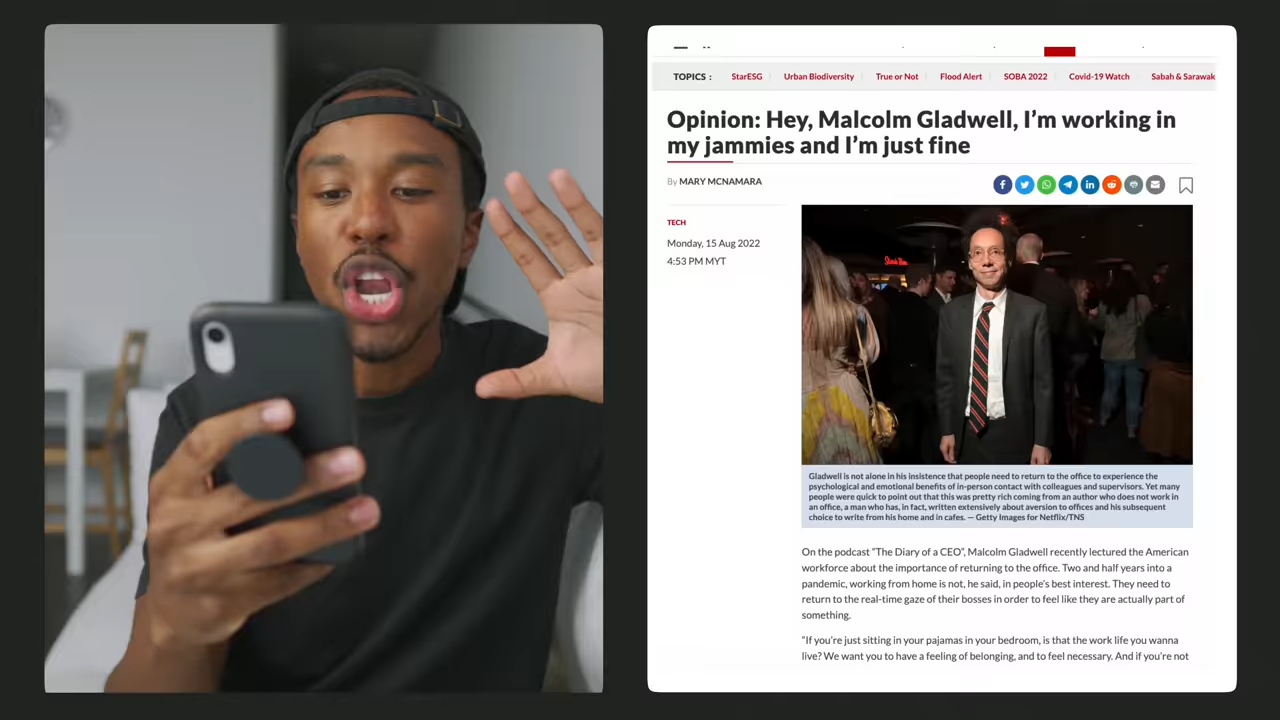 TOPICS :
StarESG
Urban Biodiversity
True or Not
Flood Alert
SOBA 2022
Covid-19 Watch
Sabah & Sarawak
Opinion: Hey, Malcolm Gladwell, I'm working in
my jammies and I'm just fine
By MARY MCNAMARA
TECH
Monday, 15 Aug 2022
4:53 PM MYT
Gladwell is not alone in his insistence that people need to return to the office to experience the
psychological and emotional benefits of in-person contact with colleagues and supervisors. Yet many
people were quick to point out that this was pretty rich coming from an author who does not work in
an office, a man who has, in fact, written extensively about aversion to offices and his subsequent
choice to write from his home and in cafes. — Getty Images for Netflix/TNS
On the podcast "The Diary of a CEO", Malcolm Gladwell recently lectured the American
workforce about the importance of returning to the office. Two and half years into a
pandemic, working from home is not, he said, in people's best interest. They need to
return to the real-time gaze of their bosses in order to feel like they are actually part of
something.
"If you're just sitting in your pajamas in your bedroom, is that the work life you wanna
live? We want you to have a feeling of belonging, and to feel necessary. And if you're not